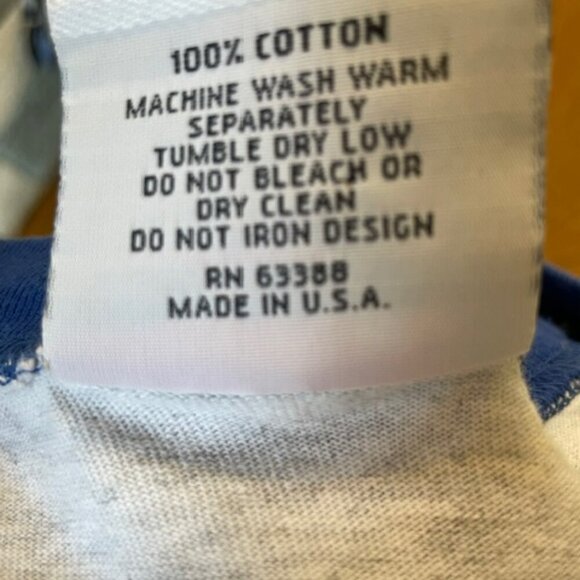 100% COTTON
MACHINE WASH WARM
SEPARATELY
TUMBLE DRY LOW
DO NOT BLEACH OR
DRY CLEAN
DO NOT IRON DESIGN
RN 63388
MADE IN U.S.A.